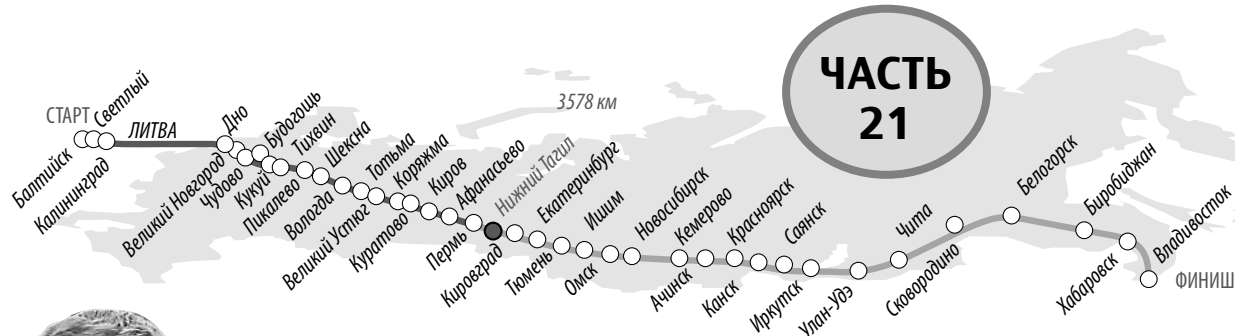 ЧАСТЬ
21
3578 км
СТАРТ
Балтийск
Светлый
Калининград
ЛИТВА
Дно
Великий Новгород
Чудово
Будогощь
Кукуй
Тихвин
Пикалево
Шексна
Вологда
Тотьма
Великий Устюг
Коряжма
Куратово
Киров
Афанасьево
Пермь
Нижний Тагил
Кировград
Екатеринбург
Тюмень
Ишим
Омск
Новосибирск
Ачинск
Кемерово
Канск
Красноярск
Иркутск
Саянск
Улан-Удэ
Чита
Сковородино
Белогорск
Биробиджан
Хабаровск
Владивосток
ФИНИШ